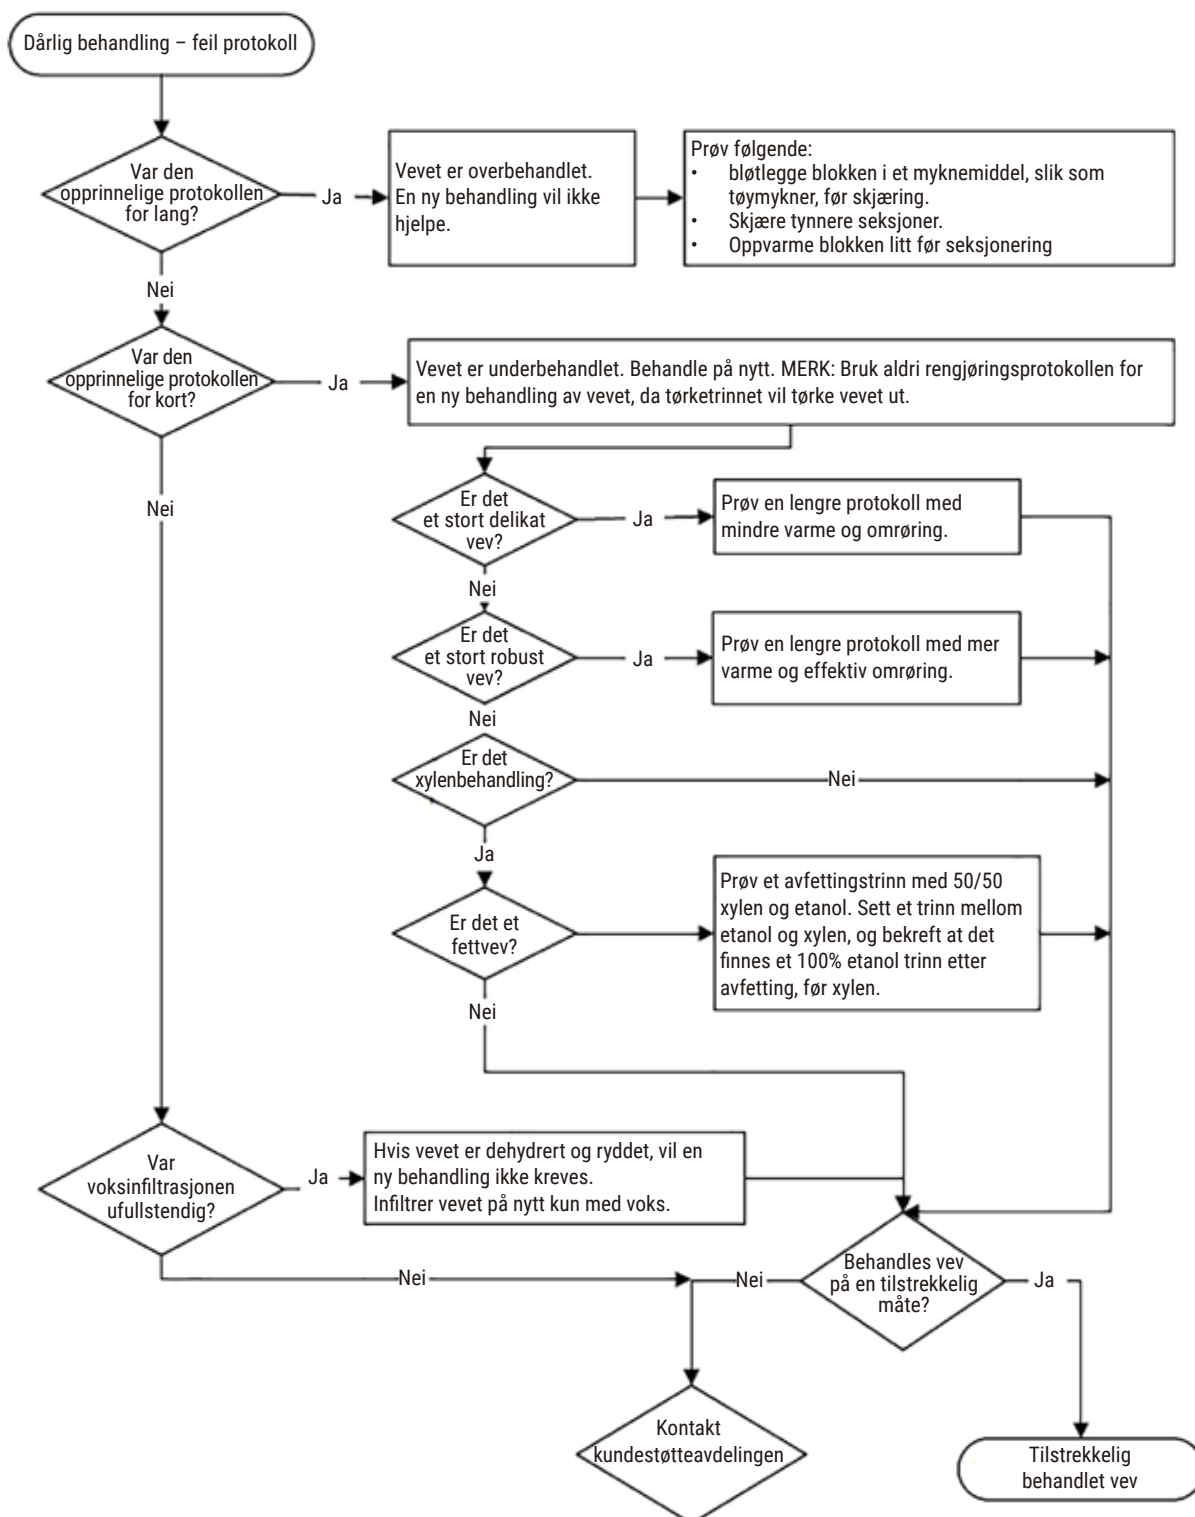 Dårlig behandling – feil protokoll
Var den
opprinnelige protokollen
for lang?
Ja
Vevet er overbehandlet.
En ny behandling vil ikke
hjelpe.
Prøv følgende:
• bløtlegge blokken i et myknemiddel, slik som
tøymykner, før skjæring.
• Skjære tynnere seksjoner.
• Oppvarme blokken litt før seksjonering
Nei
Var den
opprinnelige protokollen
for kort?
Ja
Vevet er underbehandlet. Behandle på nytt. MERK: Bruk aldri rengjøringsprotokollen for
en ny behandling av vevet, da tørketrinnet vil tørke vevet ut.
Nei
Er det
et stort delikat
vev?
Ja
Prøv en lengre protokoll med
mindre varme og omrøring.
Nei
Er det
et stort robust
vev?
Ja
Prøv en lengre protokoll med mer
varme og effektiv omrøring.
Nei
Er det
xylenbehandling?
Nei
Ja
Er det et
fettvev?
Prøv et avfettingstrinn med 50/50
xylen og etanol. Sett et trinn mellom
etanol og xylen, og bekreft at det
finnes et 100% etanol trinn etter
avfetting, før xylen.
Nei
Var
voksinfiltrasjonen
ufullstendig?
Ja
Hvis vevet er dehydrert og ryddet, vil en
ny behandling ikke kreves.
Infiltrer vevet på nytt kun med voks.
Nei
Behandles vev
på en tilstrekkelig
måte?
Nei
Ja
Kontakt
kundestøtteavdelingen
Tilstrekkelig
behandlet vev